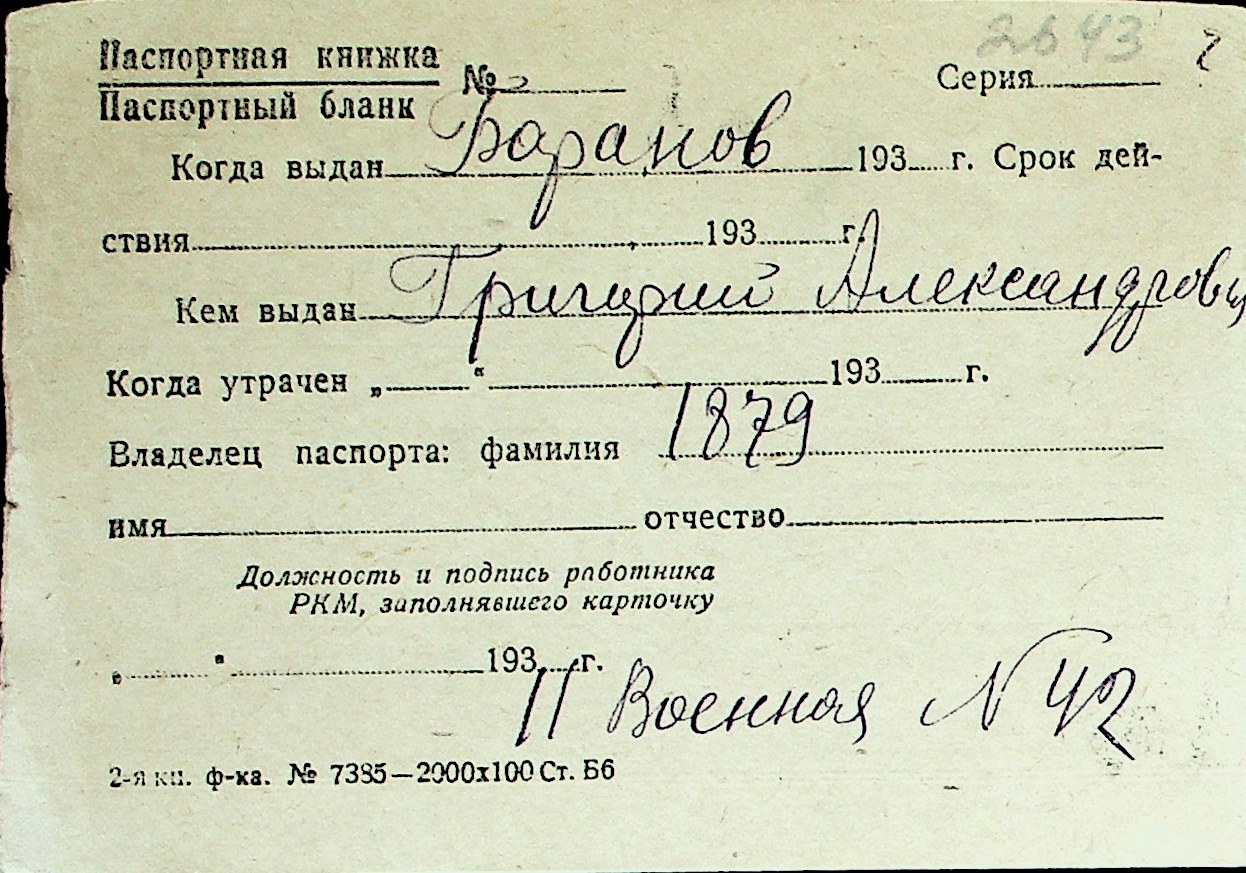 2643
Паспортная книжка
Паспортный бланк
№ Серия
Баранов
Когда выдан 193 г. Срок дей-
ствия 193 г.
Григорий Александрови
Кем выдан
Когда утрачен „ “ 193 г.
1879
Владелец паспорта: фамилия
имя отчество
Должность и подпись работника
РКМ, заполнявшего карточку
„ “ 193 г.
II Военная N 42
2-я кн. ф-ка. № 7385—2000х100 Ст. Б6